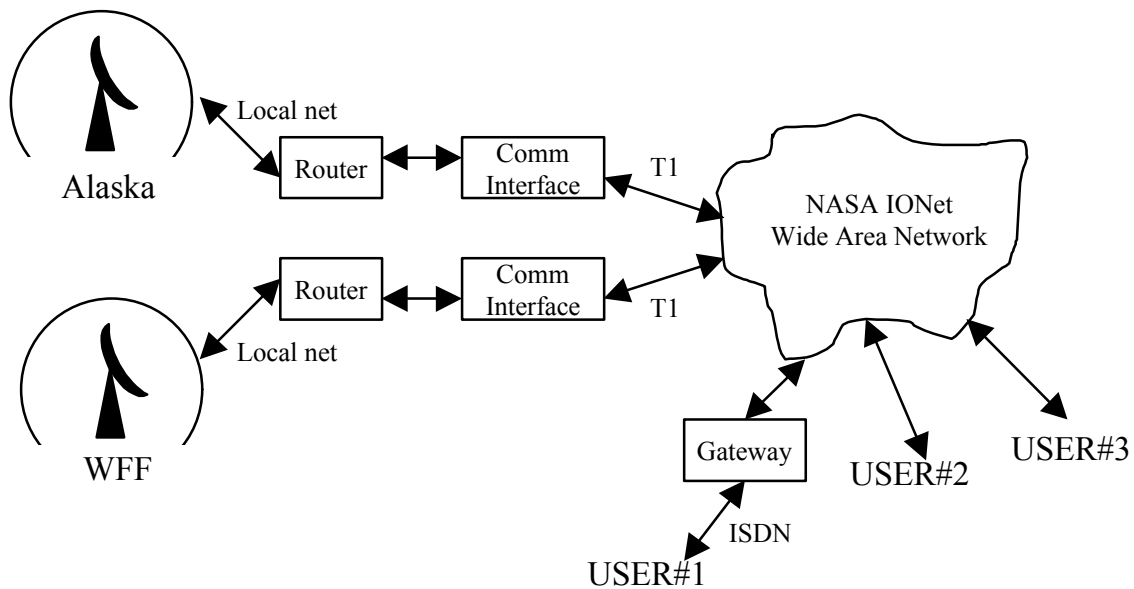 Local net
Router
Comm
Interface
T1
Alaska
NASA IONet
Wide Area Network
Router
Comm
Interface
T1
Local net
WFF
Gateway
USER#3
USER#2
ISDN
USER#1